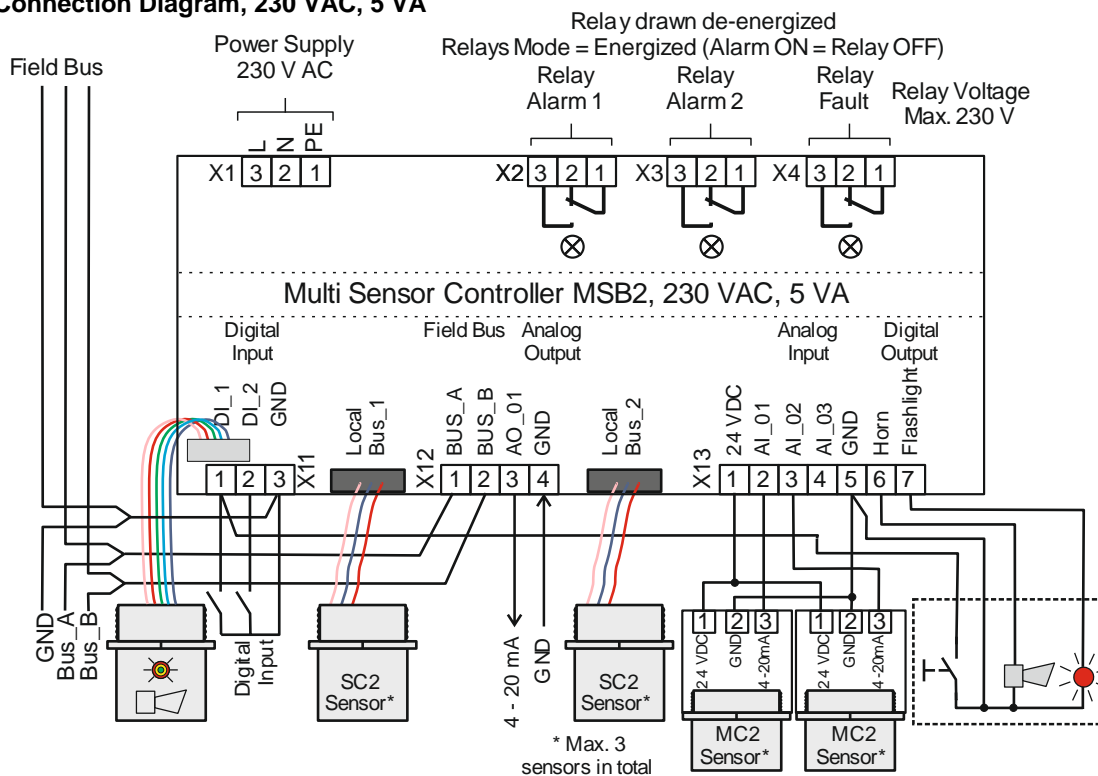 Connection Diagram, 230 VAC, 5 VA
Relay drawn de-energized
Relays Mode = Energized (Alarm ON = Relay OFF)
Field Bus
Power Supply
230 V AC
Relay
Alarm 1
Relay
Alarm 2
Relay
Fault
Relay Voltage
Max. 230 V
L
N
PE
X1 3 2 1
X2 3 2 1
X3 3 2 1
X4 3 2 1
Multi Sensor Controller MSB2, 230 VAC, 5 VA
Digital
Input
Field Bus
Analog
Output
Analog
Input
Digital
Output
DI_1
DI_2
GND
Local
Bus_1
BUS_A
BUS_B
AO_01
GND
Local
Bus_2
24 VDC
AI_01
AI_02
AI_03
GND
Horn
Flashlight
1 2 3 X11
X12 1 2 3 4
X13 1 2 3 4 5 6 7
GND
Bus_A
Bus_B
Digital
Input
SC2
Sensor*
4 - 20 mA
GND
SC2
Sensor*
* Max. 3
sensors in total
1 2 3
24 VDC
GND
4-20mA
MC2
Sensor*
1 2 3
24 VDC
GND
4-20mA
MC2
Sensor*